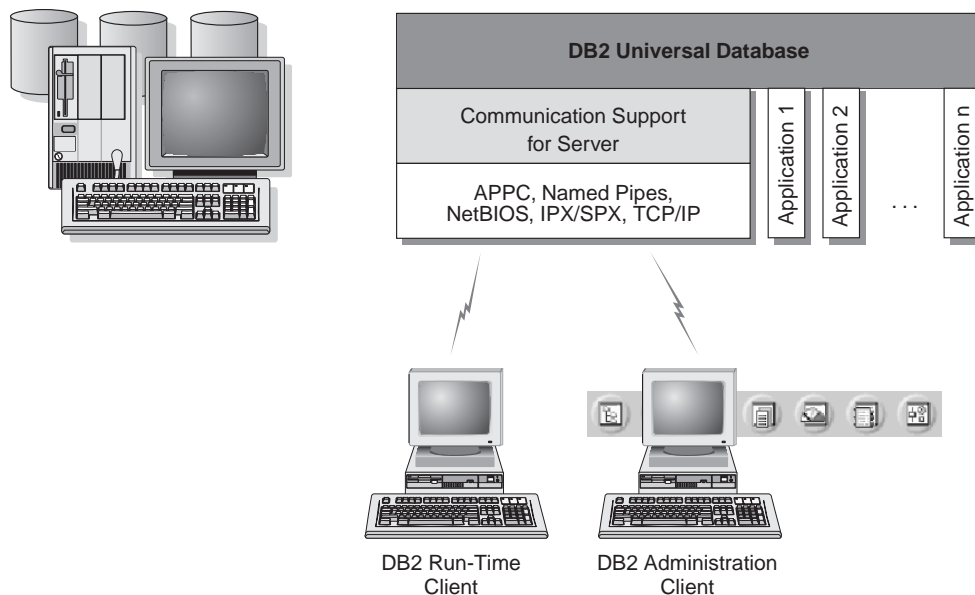 DB2 Universal Database
Communication Support
for Server
APPC, Named Pipes,
NetBIOS, IPX/SPX, TCP/IP
Application 1
Application 2
. . .
Application n
DB2 Run-Time
Client
DB2 Administration
Client